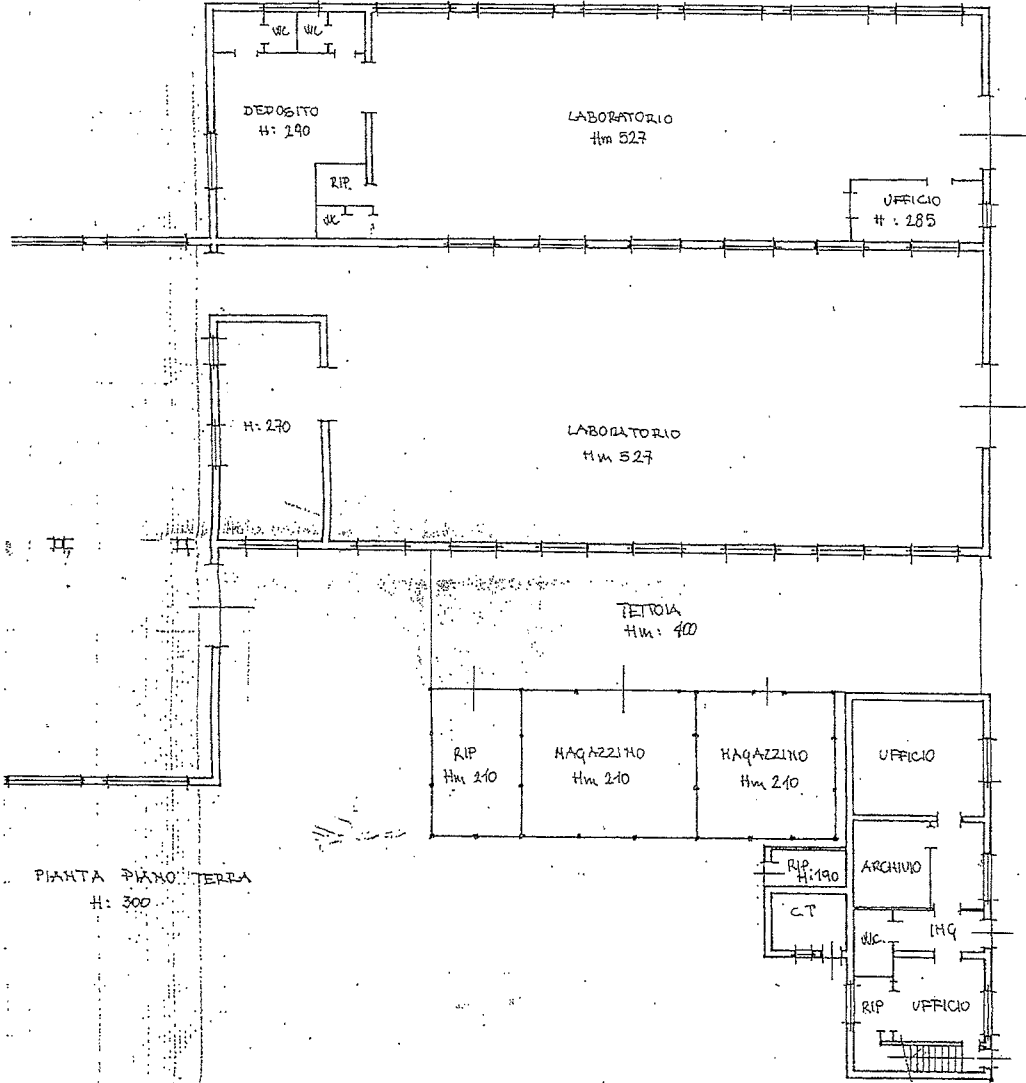 WC WC
DEPOSITO
H: 290
LABORATORIO
Hm 527
RIP.
WC
UFFICIO
H : 285
H: 270
LABORATORIO
Hm 527
TETTOIA
Hm: 400
RIP
Hm 210
MAGAZZINO
Hm 210
MAGAZZINO
Hm 210
UFFICIO
RIP.
H: 190
ARCHIVIO
C.T
WC.
ING
RIP
UFFICIO
PIANTA PIANO TERRA
H: 300